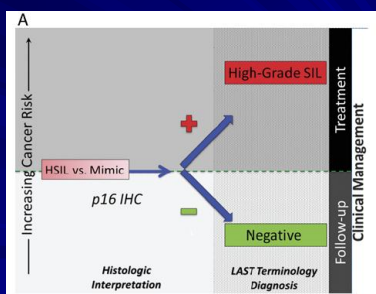 A
Increasing Cancer Risk
High-Grade SIL
Treatment
HSIL vs. Mimic
p16 IHC
Negative
Follow-up
Clinical Management
Histologic
Interpretation
LAST Terminology
Diagnosis